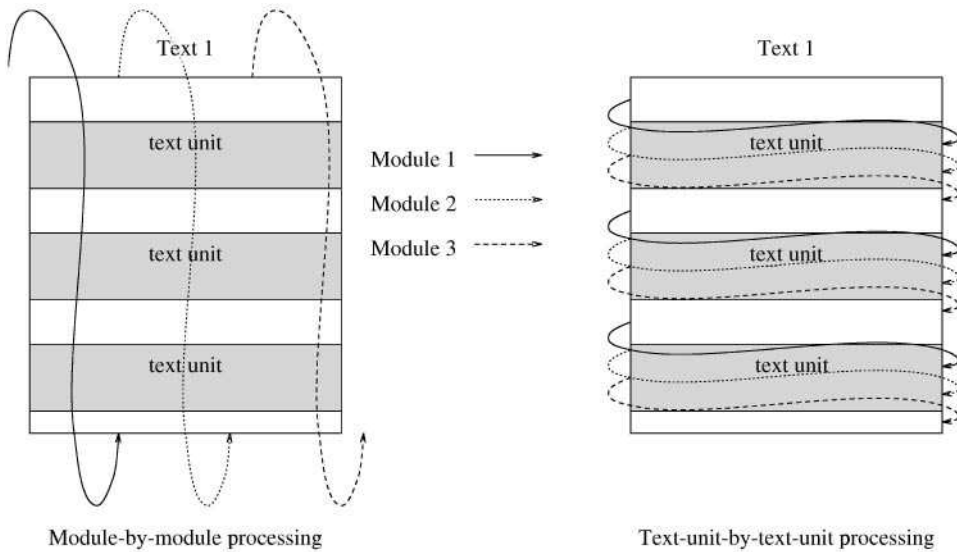 Text 1
text unit
text unit
text unit
Module-by-module processing
Module 1
Module 2
Module 3
Text 1
text unit
text unit
text unit
Text-unit-by-text-unit processing